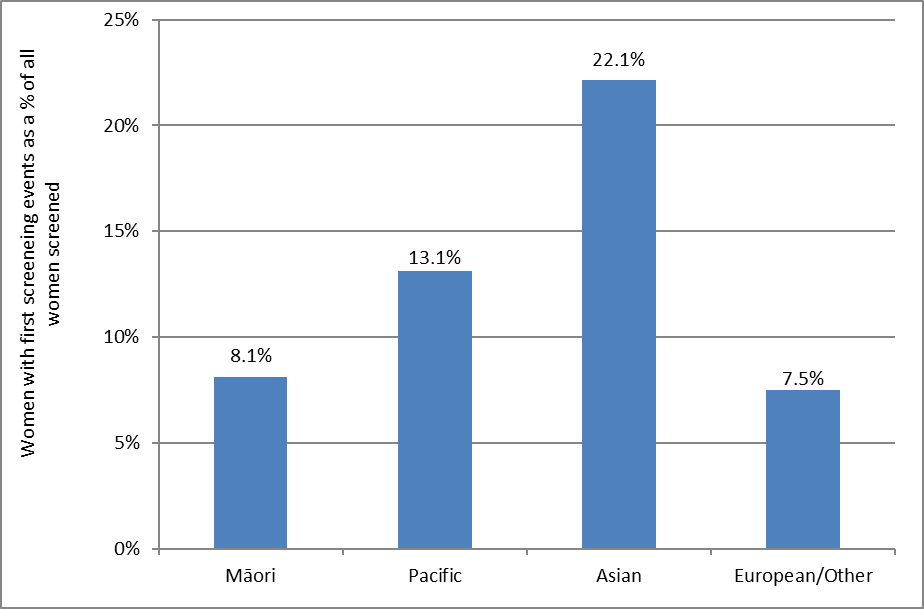 Women with first screeneing events as a % of all
women screened
25%
20%
15%
10%
5%
0%
8.1%
13.1%
22.1%
7.5%
Māori
Pacific
Asian
European/Other